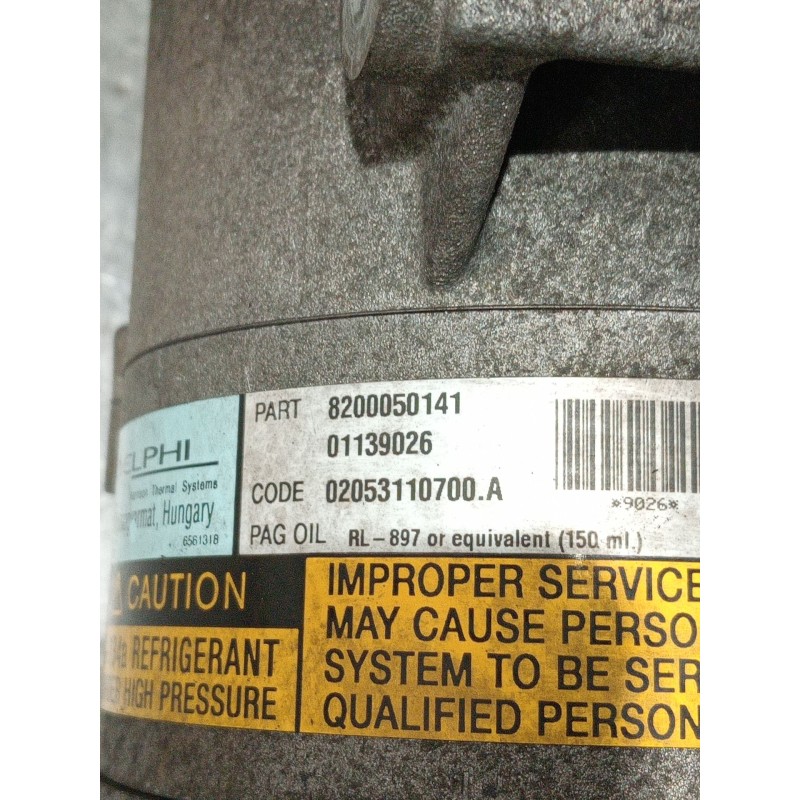 ELPHI
Thermal Systems
, Hungary
6561318
PART 8200050141
01139026
CODE 02053110700.A
PAG OIL RL-897 or equivalent (150 ml.)
*9026*
CAUTION
REFRIGERANT
HIGH PRESSURE
IMPROPER SERVICE
MAY CAUSE PERSO
SYSTEM TO BE SER
QUALIFIED PERSON